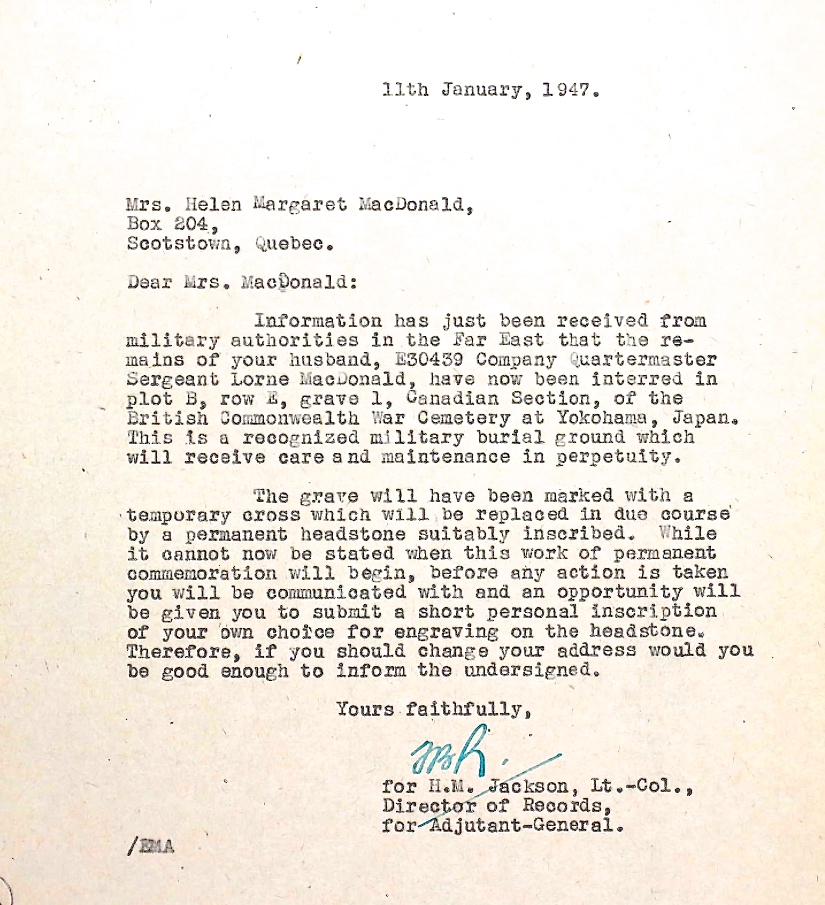 11th January, 1947.
Mrs. Helen Margaret MacDonald,
Box 204,
Scotstown, Quebec.
Dear Mrs. MacDonald:
Information has just been received from
military authorities in the Far East that the re-
mains of your husband, E30439 Company Quartermaster
Sergeant Lorne MacDonald, have now been interred in
plot B, row E, grave 1, Canadian Section, of the
British Commonwealth War Cemetery at Yokohama, Japan.
This is a recognized military burial ground which
will receive care and maintenance in perpetuity.
The grave will have been marked with a
temporary cross which will be replaced in due course
by a permanent headstone suitably inscribed. While
it cannot now be stated when this work of permanent
commemoration will begin, before any action is taken
you will be communicated with and an opportunity will
be given you to submit a short personal inscription
of your own choice for engraving on the headstone.
Therefore, if you should change your address would you
be good enough to inform the undersigned.
Yours faithfully,
for H.M. Jackson, Lt.-Col.,
Director of Records,
for Adjutant-General.
/EMA